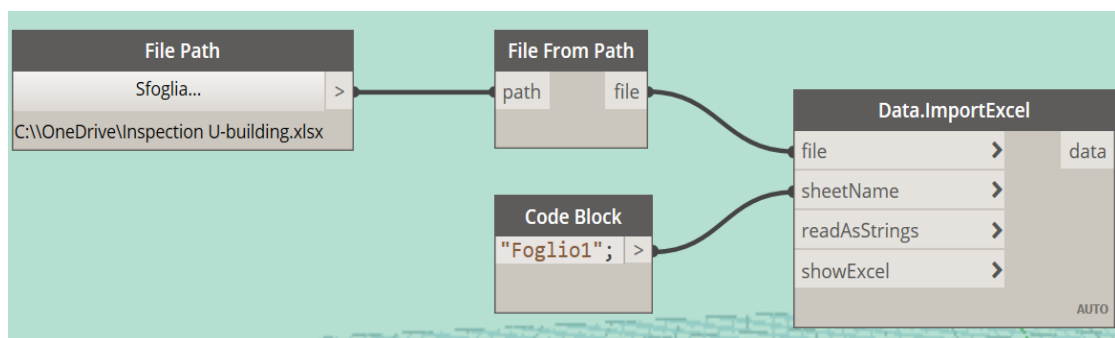 File Path
Sfoglia...
>
C:\\OneDrive\Inspection U-building.xlsx
File From Path
path
file
Code Block
"Foglio1";
>
Data.ImportExcel
file
>
data
sheetName
>
readAsStrings
>
showExcel
>
AUTO